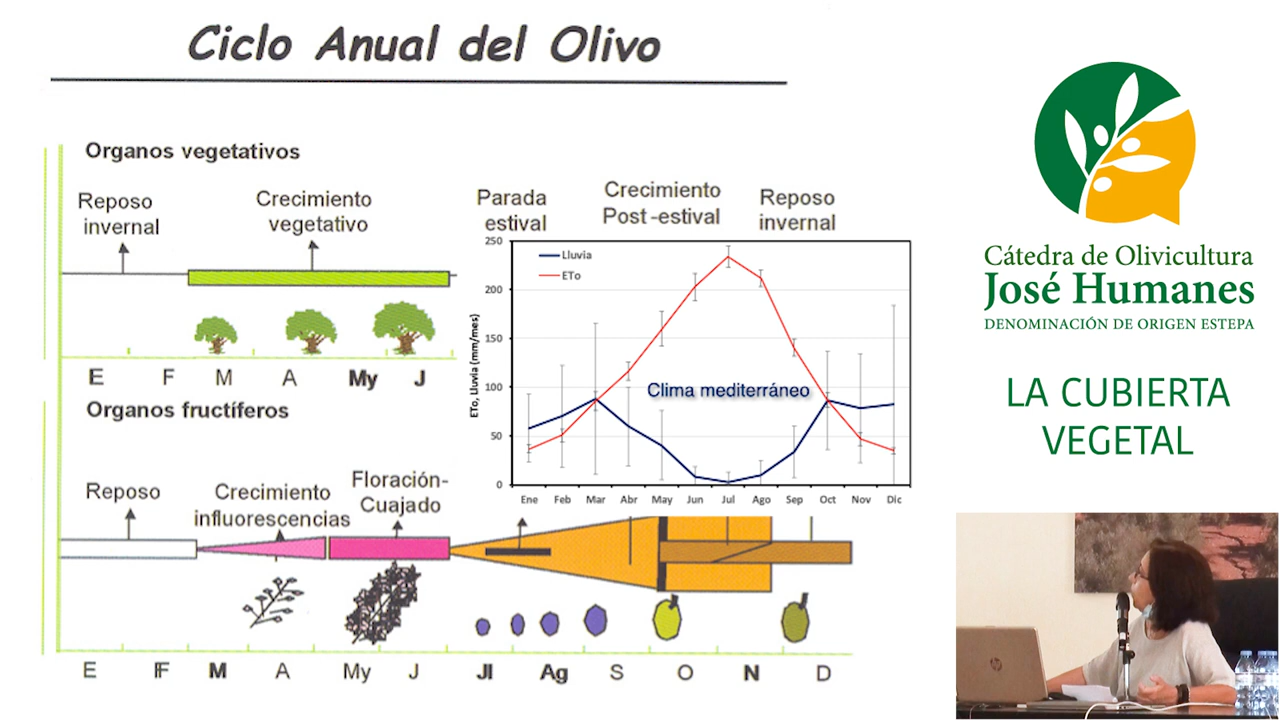 Ciclo Anual del Olivo
Organos vegetativos
Reposo
invernal
Crecimiento
vegetativo
Parada
estival
Crecimiento
Post-estival
Reposo
invernal
E F M A My J
250
200
150
100
50
0
ETo, Lluvia (mm/mes)
Lluvia
ETo
Clima mediterráneo
Ene Feb Mar Abr May Jun Jul Ago Sep Oct Nov Dic
Organos fructíferos
Reposo
Crecimiento
influorescencias
Floración-
Cuajado
E F M A My J Jl Ag S O N D
Cátedra de Olivicultura
José Humanes
DENOMINACIÓN DE ORIGEN ESTEPA
LA CUBIERTA
VEGETAL
hp